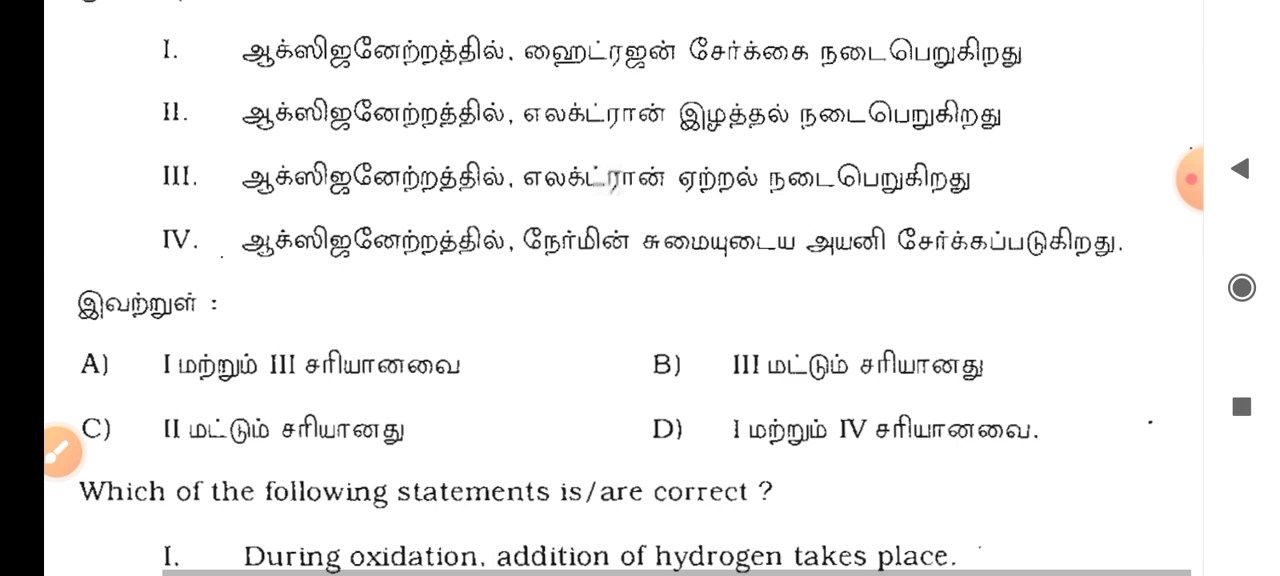 I. ஆக்ஸிஜனேற்றத்தில், ஹைட்ரஜன் சேர்க்கை நடைபெறுகிறது
II. ஆக்ஸிஜனேற்றத்தில், எலக்ட்ரான் இழத்தல் நடைபெறுகிறது
III. ஆக்ஸிஜனேற்றத்தில், எலக்ட்ரான் ஏற்றல் நடைபெறுகிறது
IV. ஆக்ஸிஜனேற்றத்தில், நேர்மின் சுமையுடைய அயனி சேர்க்கப்படுகிறது.
இவற்றுள் :
A) I மற்றும் III சரியானவை B) III மட்டும் சரியானது
C) II மட்டும் சரியானது D) I மற்றும் IV சரியானவை.
Which of the following statements is/are correct ?
I. During oxidation, addition of hydrogen takes place.